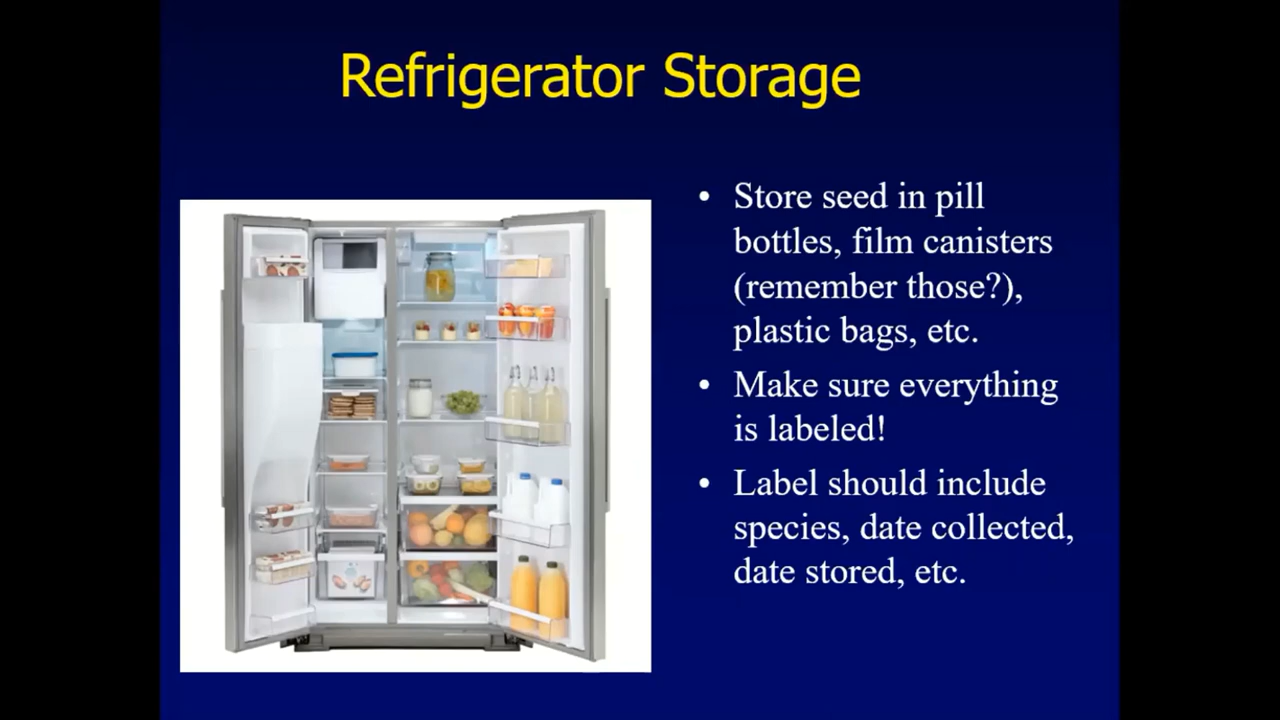 Refrigerator Storage
• Store seed in pill
bottles, film canisters
(remember those?),
plastic bags, etc.
• Make sure everything
is labeled!
• Label should include
species, date collected,
date stored, etc.